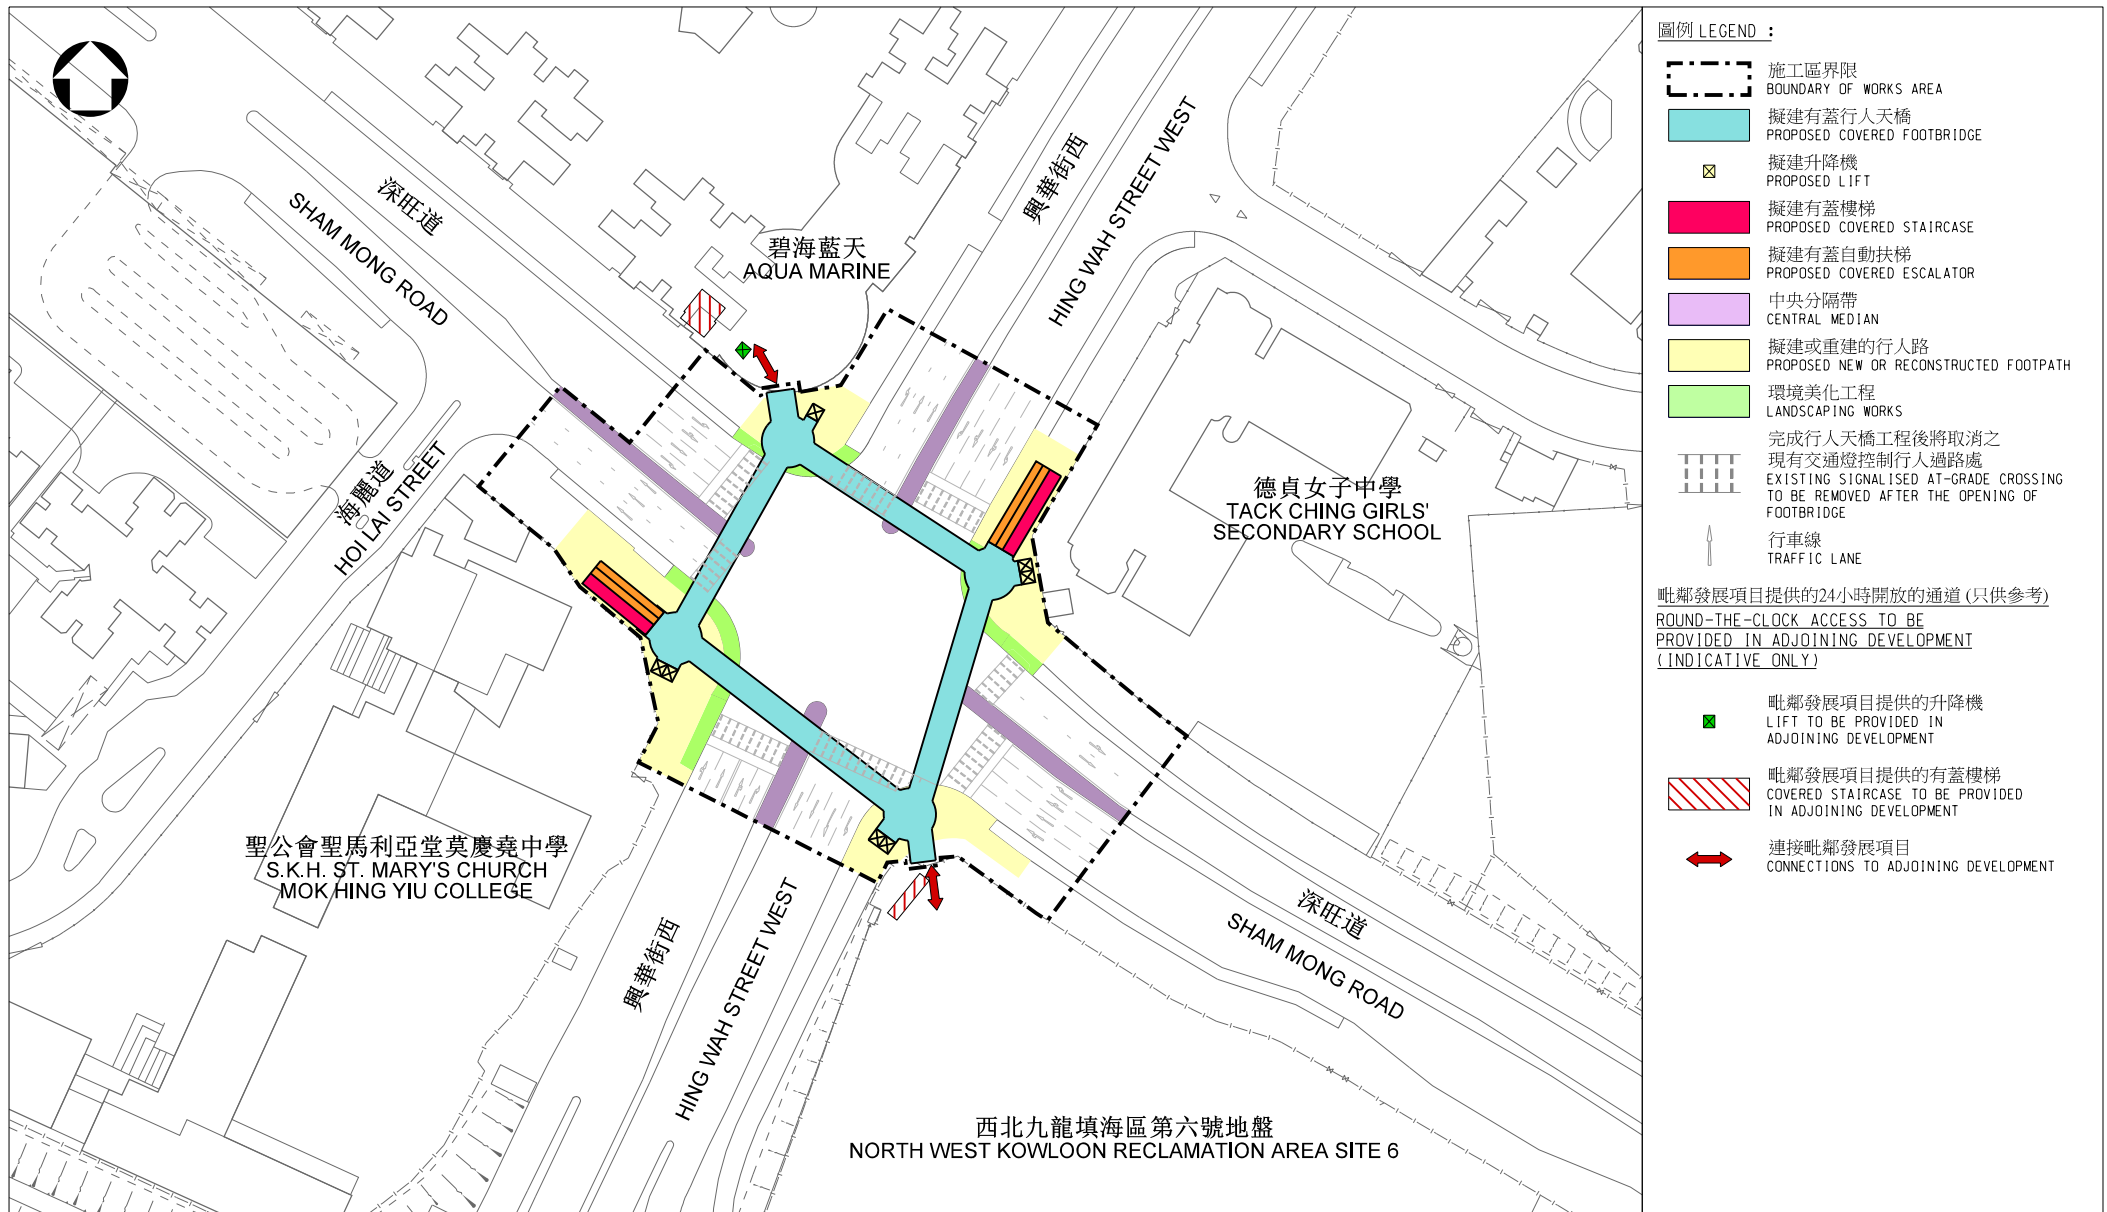 深旺道
SHAM MONG ROAD
碧海藍天
AQUA MARINE
興華街西
HING WAH STREET WEST
海麗道
HOI LAI STREET
德貞女子中學
TACK CHING GIRLS'
SECONDARY SCHOOL
聖公會聖馬利亞堂莫慶堯中學
S.K.H. ST. MARY'S CHURCH
MOK HING YIU COLLEGE
興華街西
HING WAH STREET WEST
深旺道
SHAM MONG ROAD
西北九龍填海區第六號地盤
NORTH WEST KOWLOON RECLAMATION AREA SITE 6
圖例 LEGEND :
施工區界限
BOUNDARY OF WORKS AREA
擬建有蓋行人天橋
PROPOSED COVERED FOOTBRIDGE
擬建升降機
PROPOSED LIFT
擬建有蓋樓梯
PROPOSED COVERED STAIRCASE
擬建有蓋自動扶梯
PROPOSED COVERED ESCALATOR
中央分隔帶
CENTRAL MEDIAN
擬建或重建的行人路
PROPOSED NEW OR RECONSTRUCTED FOOTPATH
環境美化工程
LANDSCAPING WORKS
完成行人天橋工程後將取消之
現有交通燈控制行人過路處
EXISTING SIGNALISED AT-GRADE CROSSING
TO BE REMOVED AFTER THE OPENING OF
FOOTBRIDGE
行車線
TRAFFIC LANE
毗鄰發展項目提供的24小時開放的通道 (只供參考)
ROUND-THE-CLOCK ACCESS TO BE
PROVIDED IN ADJOINING DEVELOPMENT
(INDICATIVE ONLY)
毗鄰發展項目提供的升降機
LIFT TO BE PROVIDED IN
ADJOINING DEVELOPMENT
毗鄰發展項目提供的有蓋樓梯
COVERED STAIRCASE TO BE PROVIDED
IN ADJOINING DEVELOPMENT
連接毗鄰發展項目
CONNECTIONS TO ADJOINING DEVELOPMENT